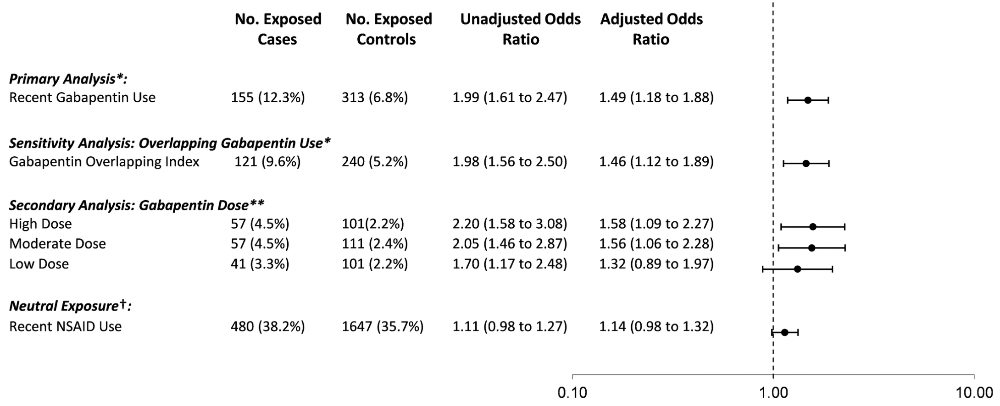 No. Exposed Cases No. Exposed Controls Unadjusted Odds Ratio Adjusted Odds Ratio
Primary Analysis*:
Recent Gabapentin Use 155 (12.3%) 313 (6.8%) 1.99 (1.61 to 2.47) 1.49 (1.18 to 1.88)
Sensitivity Analysis: Overlapping Gabapentin Use*
Gabapentin Overlapping Index 121 (9.6%) 240 (5.2%) 1.98 (1.56 to 2.50) 1.46 (1.12 to 1.89)
Secondary Analysis: Gabapentin Dose**
High Dose 57 (4.5%) 101(2.2%) 2.20 (1.58 to 3.08) 1.58 (1.09 to 2.27)
Moderate Dose 57 (4.5%) 111 (2.4%) 2.05 (1.46 to 2.87) 1.56 (1.06 to 2.28)
Low Dose 41 (3.3%) 101 (2.2%) 1.70 (1.17 to 2.48) 1.32 (0.89 to 1.97)
Neutral Exposure†:
Recent NSAID Use 480 (38.2%) 1647 (35.7%) 1.11 (0.98 to 1.27) 1.14 (0.98 to 1.32)
0.10 1.00 10.00